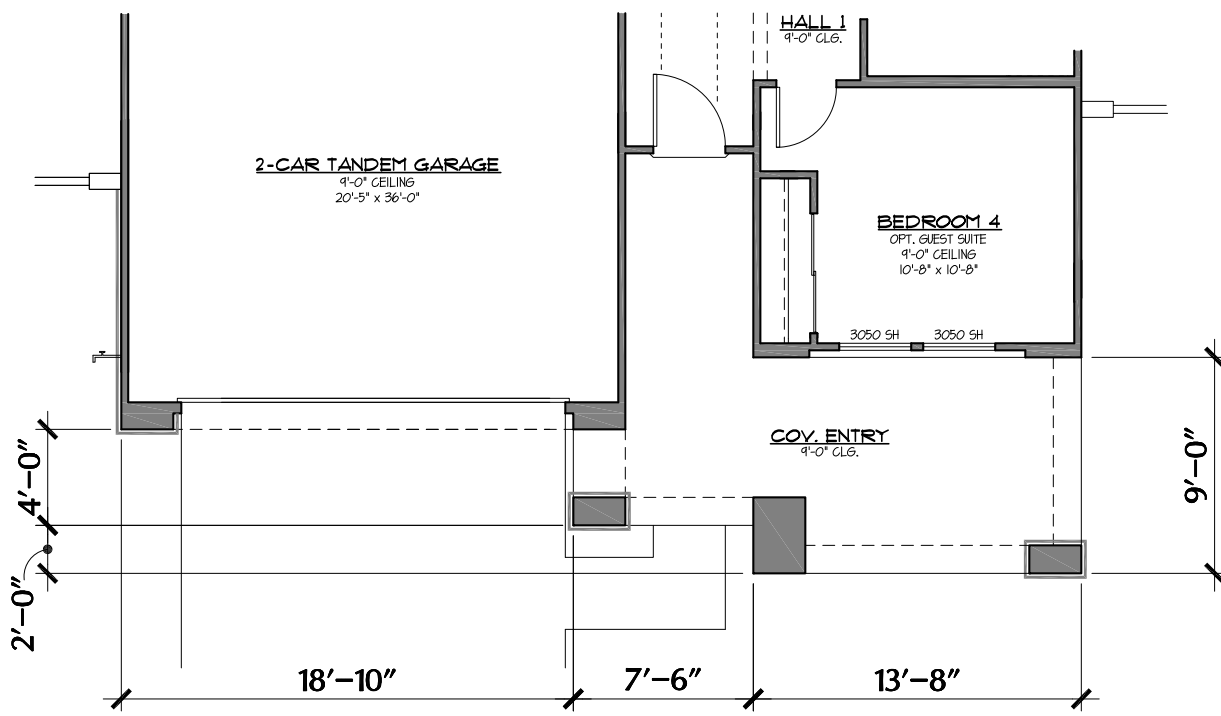 HALL 1
9'-0" CLG.
2-CAR TANDEM GARAGE
9'-0" CEILING
20'-5" x 36'-0"
BEDROOM 4
OPT. GUEST SUITE
9'-0" CEILING
10'-8" x 10'-8"
3050 SH
3050 SH
COV. ENTRY
9'-0" CLG.
4'-0"
9'-0"
2'-0"
18'-10"
7'-6"
13'-8"